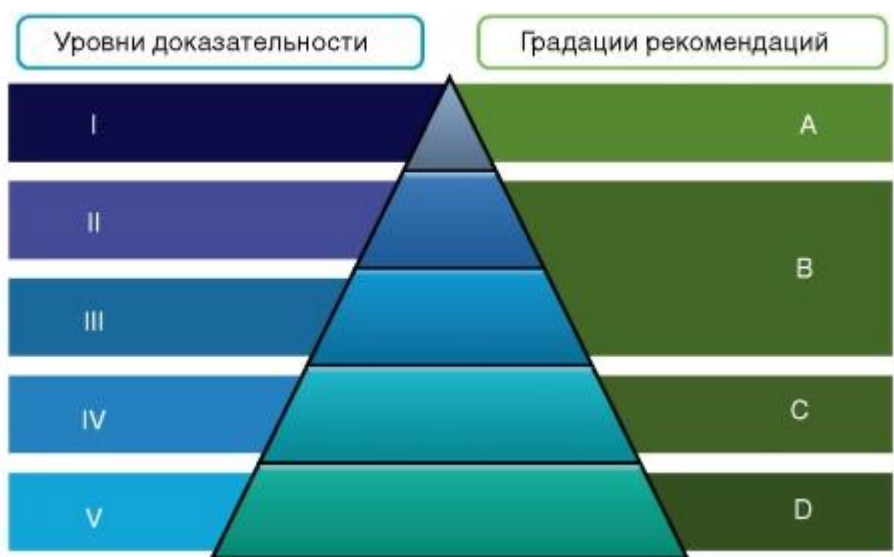 Уровни доказательности
Градации рекомендаций
I
A
II
B
III
IV
C
V
D